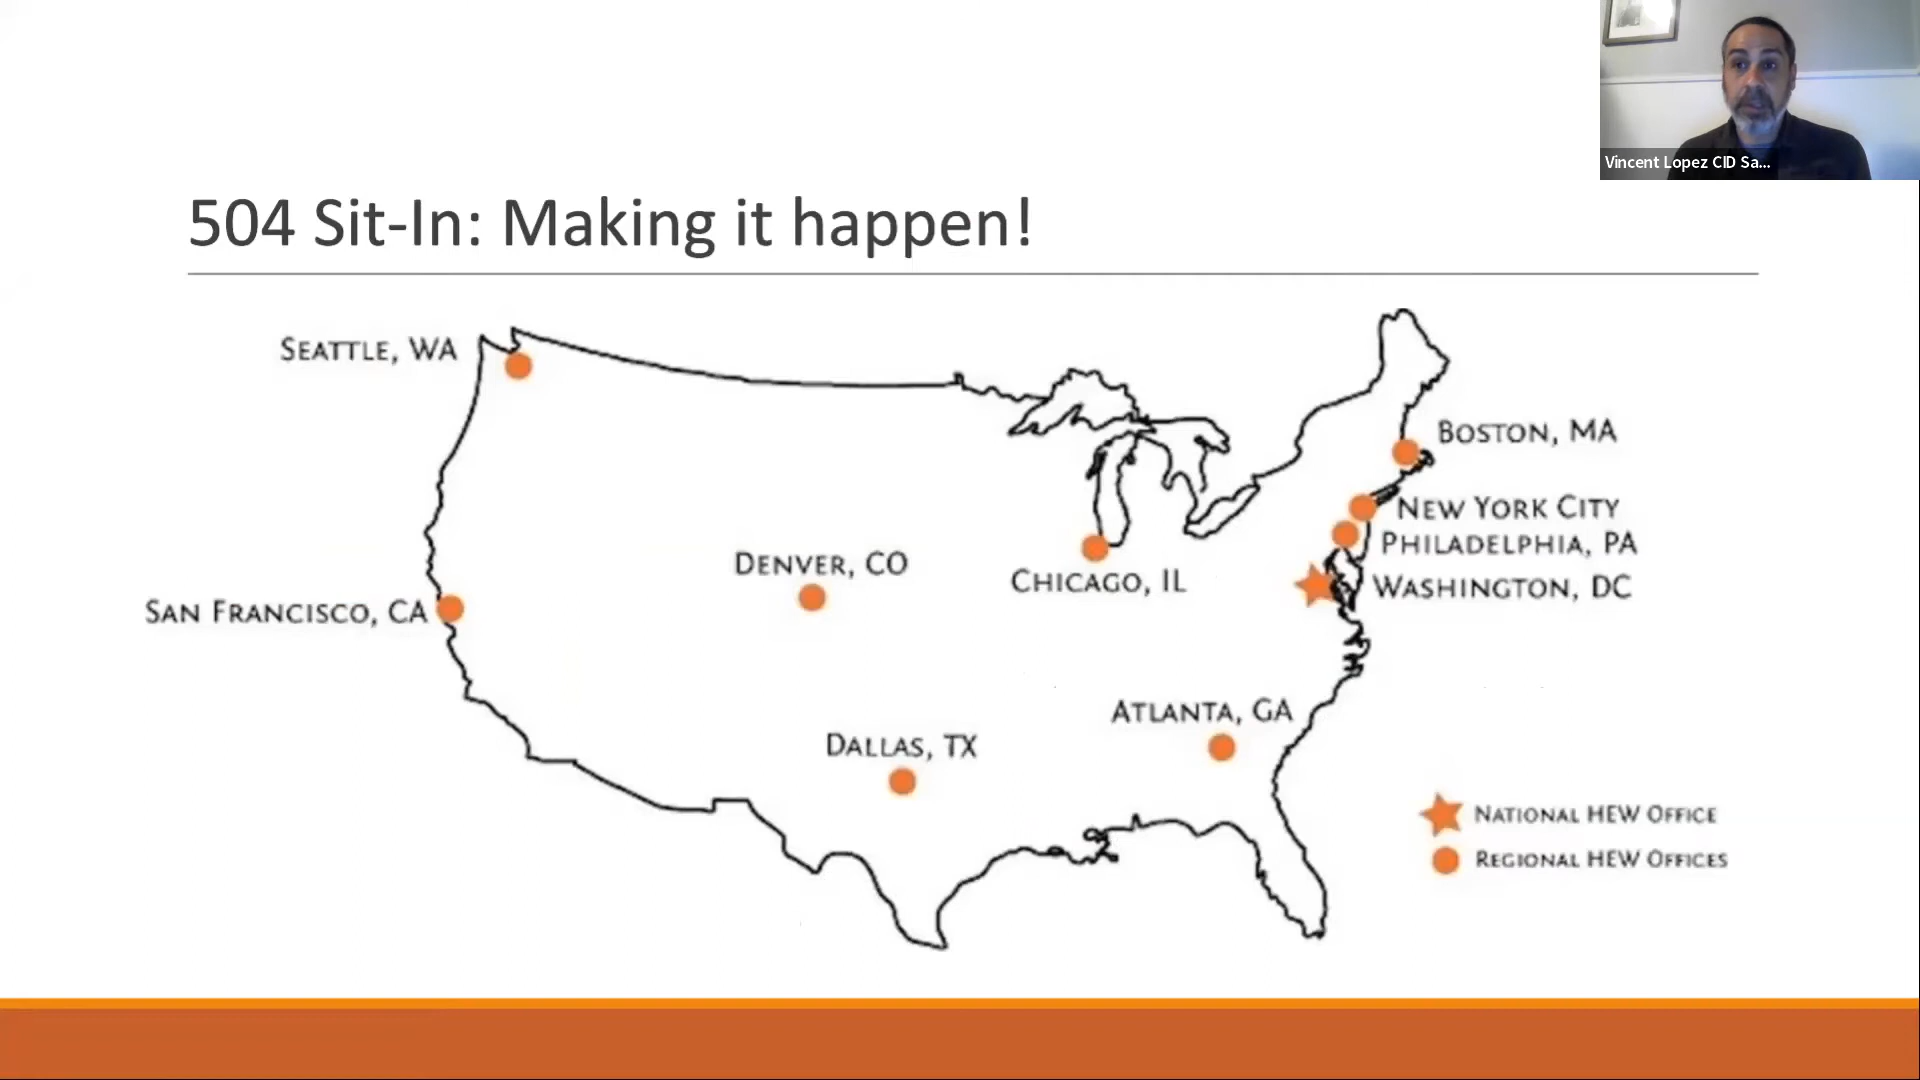 Vincent Lopez CID Sa...
504 Sit-In: Making it happen!
SEATTLE, WA
BOSTON, MA
NEW YORK CITY
PHILADELPHIA, PA
DENVER, CO
CHICAGO, IL
WASHINGTON, DC
SAN FRANCISCO, CA
ATLANTA, GA
DALLAS, TX
NATIONAL HEW OFFICE
REGIONAL HEW OFFICES